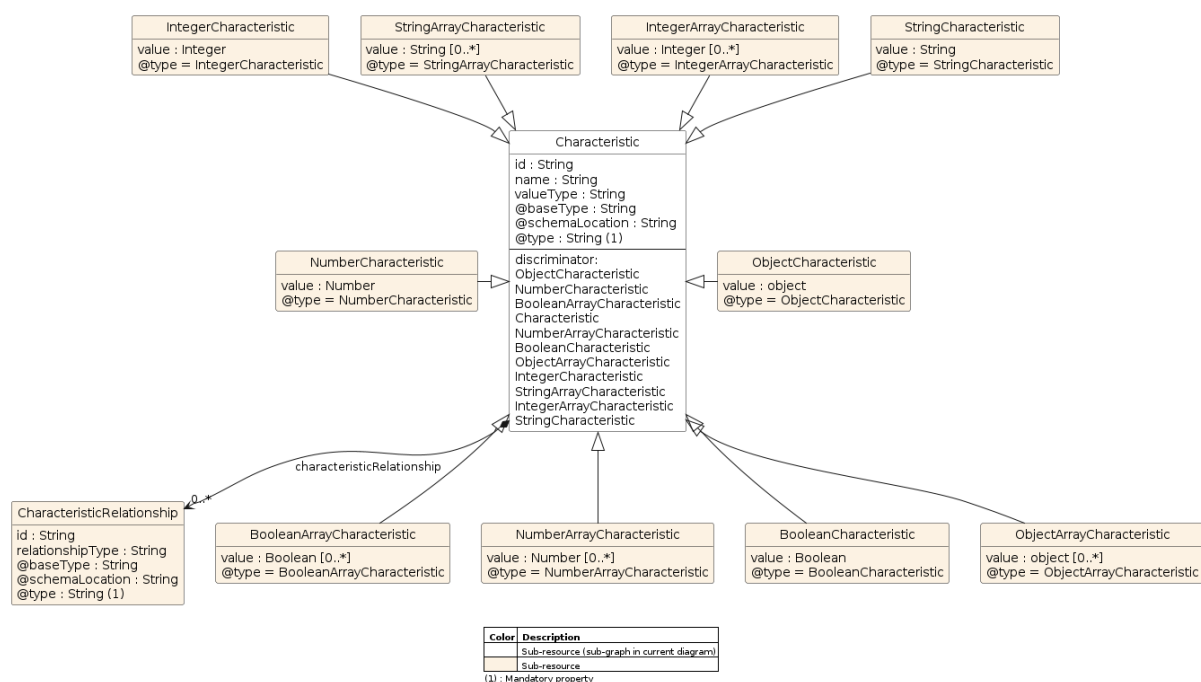 IntegerCharacteristic
value : Integer
@type = IntegerCharacteristic
StringArrayCharacteristic
value : String [0..*]
@type = StringArrayCharacteristic
IntegerArrayCharacteristic
value : Integer [0..*]
@type = IntegerArrayCharacteristic
StringCharacteristic
value : String
@type = StringCharacteristic
Characteristic
id : String
name : String
valueType : String
@baseType : String
@schemaLocation : String
@type : String (1)
discriminator:
ObjectCharacteristic
NumberCharacteristic
BooleanArrayCharacteristic
Characteristic
NumberArrayCharacteristic
BooleanCharacteristic
ObjectArrayCharacteristic
IntegerCharacteristic
StringArrayCharacteristic
IntegerArrayCharacteristic
StringCharacteristic
NumberCharacteristic
value : Number
@type = NumberCharacteristic
ObjectCharacteristic
value : object
@type = ObjectCharacteristic
characteristicRelationship
0..*
CharacteristicRelationship
id : String
relationshipType : String
@baseType : String
@schemaLocation : String
@type : String (1)
BooleanArrayCharacteristic
value : Boolean [0..*]
@type = BooleanArrayCharacteristic
NumberArrayCharacteristic
value : Number [0..*]
@type = NumberArrayCharacteristic
BooleanCharacteristic
value : Boolean
@type = BooleanCharacteristic
ObjectArrayCharacteristic
value : object [0..*]
@type = ObjectArrayCharacteristic
Color Description
Sub-resource (sub-graph in current diagram)
Sub-resource
(1) : Mandatory property